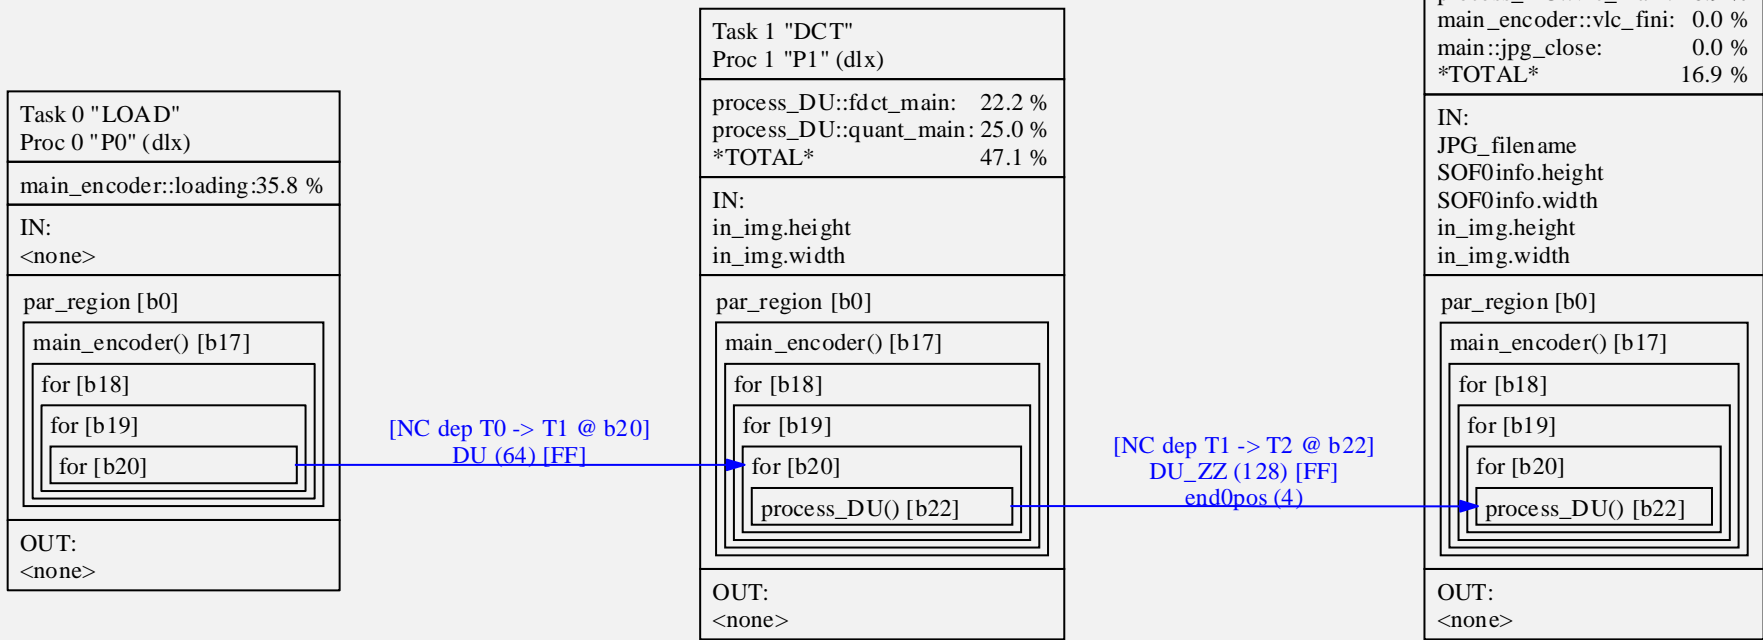 Task 0 "LOAD"
Proc 0 "P0" (dlx)
main_encoder::loading:35.8 %
IN:
<none>
par_region [b0]
main_encoder() [b17]
for [b18]
for [b19]
for [b20]
OUT:
<none>
[NC dep T0 -> T1 @ b20]
DU (64) [FF]
Task 1 "DCT"
Proc 1 "P1" (dlx)
process_DU::fdct_main: 22.2 %
process_DU::quant_main: 25.0 %
*TOTAL* 47.1 %
IN:
in_img.height
in_img.width
par_region [b0]
main_encoder() [b17]
for [b18]
for [b19]
for [b20]
process_DU() [b22]
OUT:
<none>
[NC dep T1 -> T2 @ b22]
DU_ZZ (128) [FF]
end0pos (4)
main_encoder::vlc_fini: 0.0 %
main::jpg_close: 0.0 %
*TOTAL* 16.9 %
IN:
JPG_filename
SOF0info.height
SOF0info.width
in_img.height
in_img.width
par_region [b0]
main_encoder() [b17]
for [b18]
for [b19]
for [b20]
process_DU() [b22]
OUT:
<none>